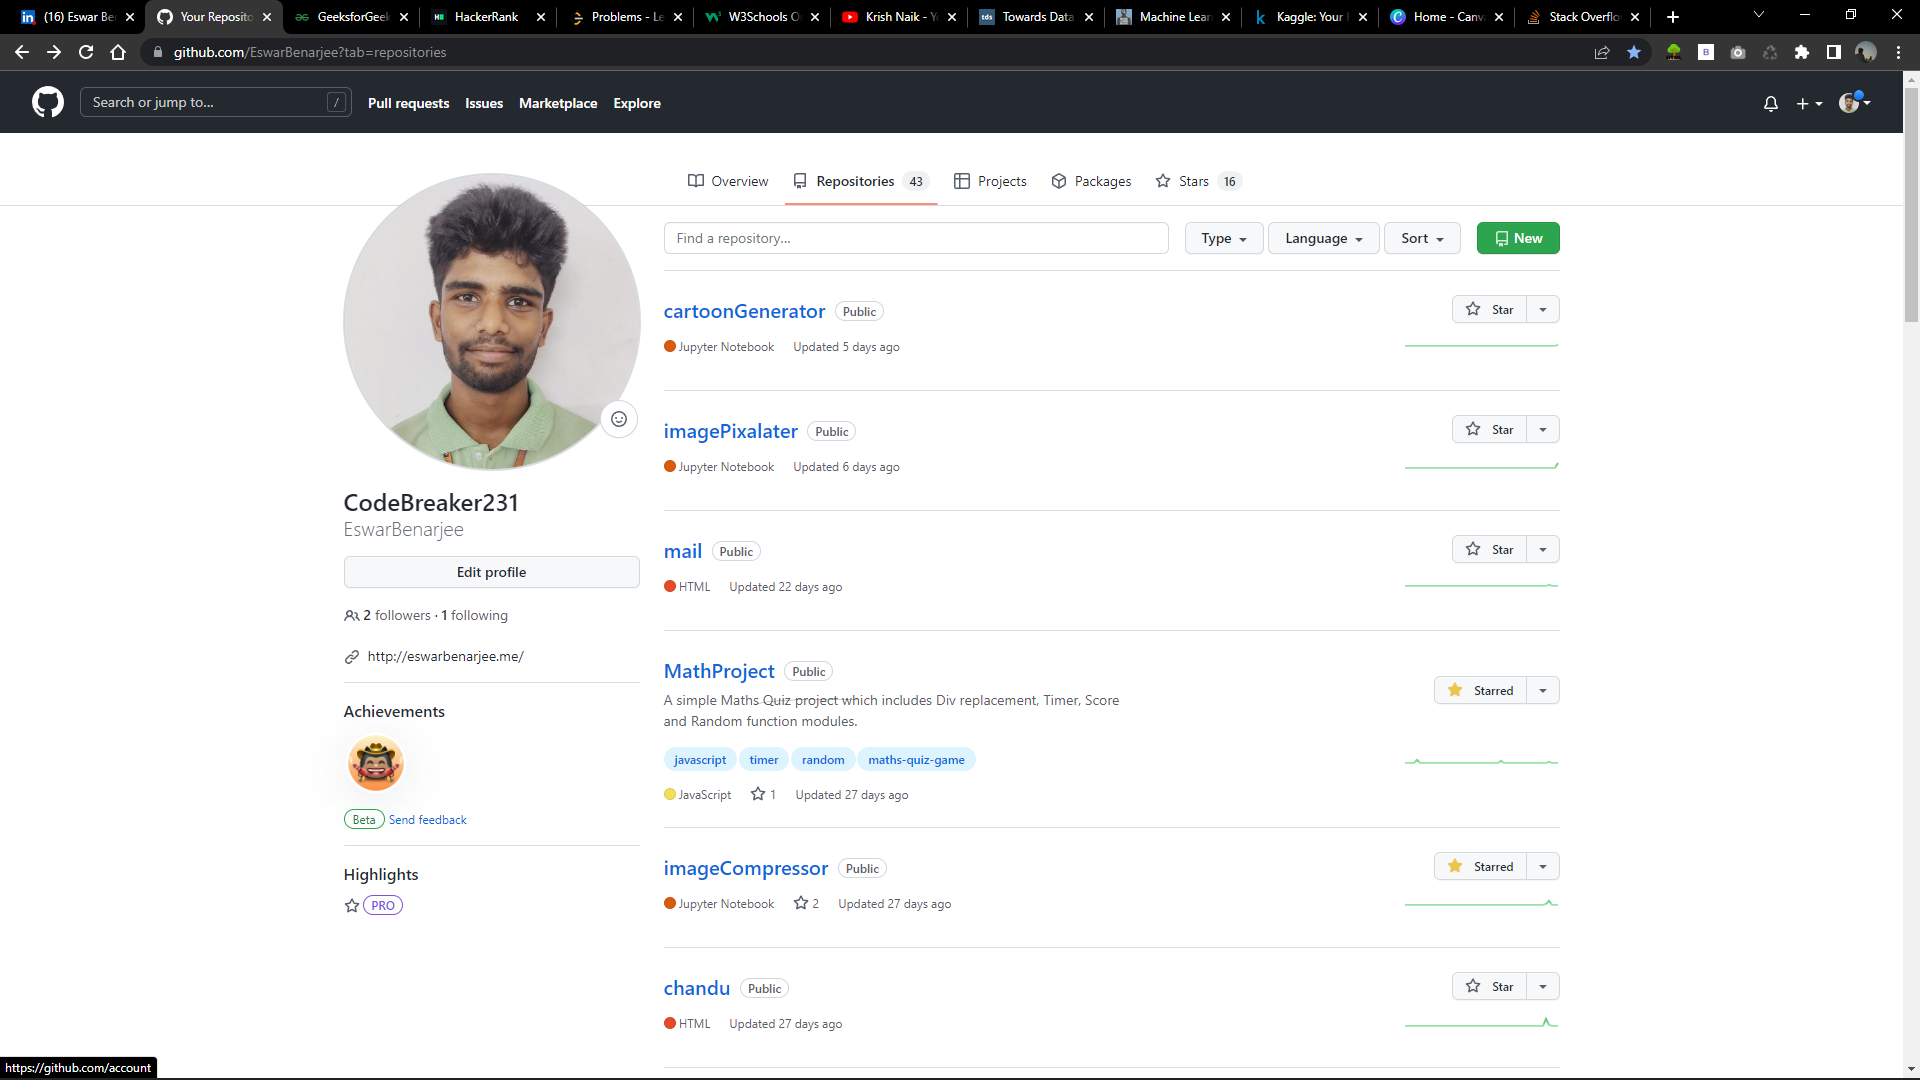 (16) Eswar Be
Your Reposito
GeeksforGeek
HackerRank
Problems - Le
W3Schools O
Krish Naik - Y
tds
Towards Data
Machine Lear
Kaggle: Your
Home - Canv
Stack Overflo
github.com/EswarBenarjee?tab=repositories
Search or jump to...
/
Pull requests
Issues
Marketplace
Explore
Overview
Repositories 43
Projects
Packages
Stars 16
Find a repository...
Type
Language
Sort
New
cartoonGenerator Public
Star
Jupyter Notebook Updated 5 days ago
imagePixalater Public
Star
Jupyter Notebook Updated 6 days ago
CodeBreaker231
EswarBenarjee
Edit profile
2 followers · 1 following
http://eswarbenarjee.me/
Achievements
Beta Send feedback
Highlights
PRO
mail Public
Star
HTML Updated 22 days ago
MathProject Public
Starred
A simple Maths Quiz project which includes Div replacement, Timer, Score
and Random function modules.
javascript timer random maths-quiz-game
JavaScript 1 Updated 27 days ago
imageCompressor Public
Starred
Jupyter Notebook 2 Updated 27 days ago
chandu Public
Star
HTML Updated 27 days ago
https://github.com/account